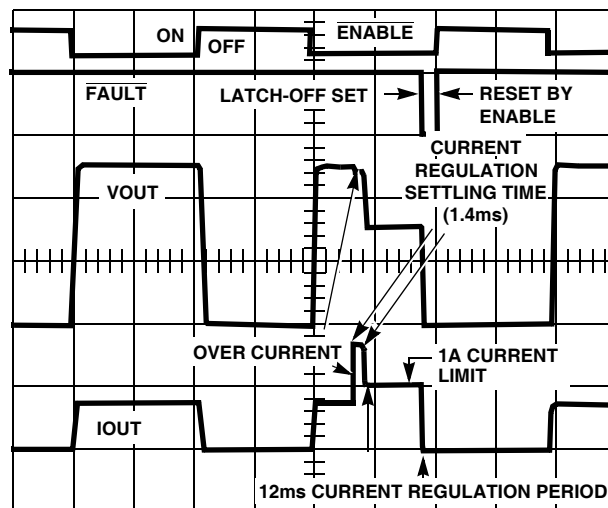 ON
OFF
ENABLE
FAULT
LATCH-OFF SET
RESET BY
ENABLE
CURRENT
REGULATION
SETTLING TIME
(1.4ms)
VOUT
OVER CURRENT
1A CURRENT
LIMIT
IOUT
12ms CURRENT REGULATION PERIOD